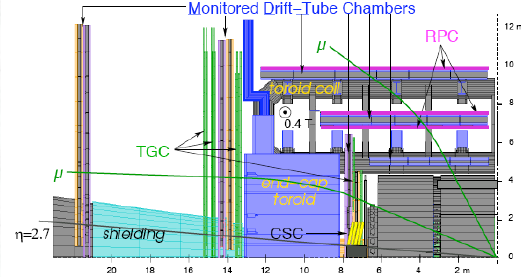 Monitored Drift-Tube Chambers
12 m
RPC
μ
10
toroid coil
8
0.4 T
6
TGC
μ
end-cap
toroid
4
2
η=2.7
shielding
CSC
0
20
18
16
14
12
10
8
6
4
2 m